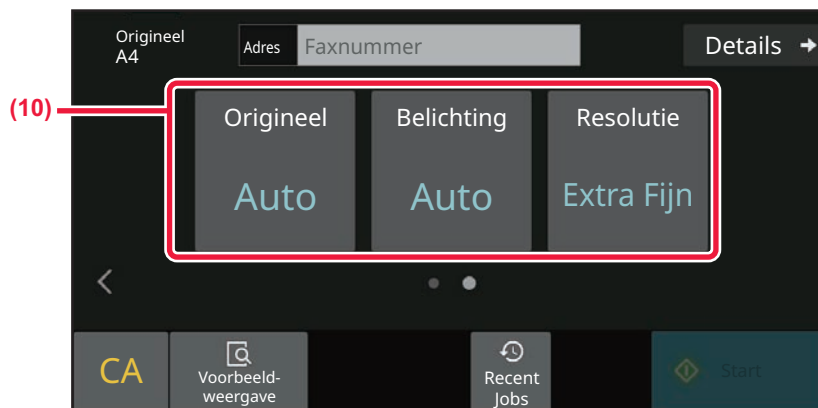 Origineel
A4
Adres
Faxnummer
Details
(10)
Origineel
Belichting
Resolutie
Auto
Auto
Extra Fijn
CA
Voorbeeld-
weergave
Recent
Jobs
Start